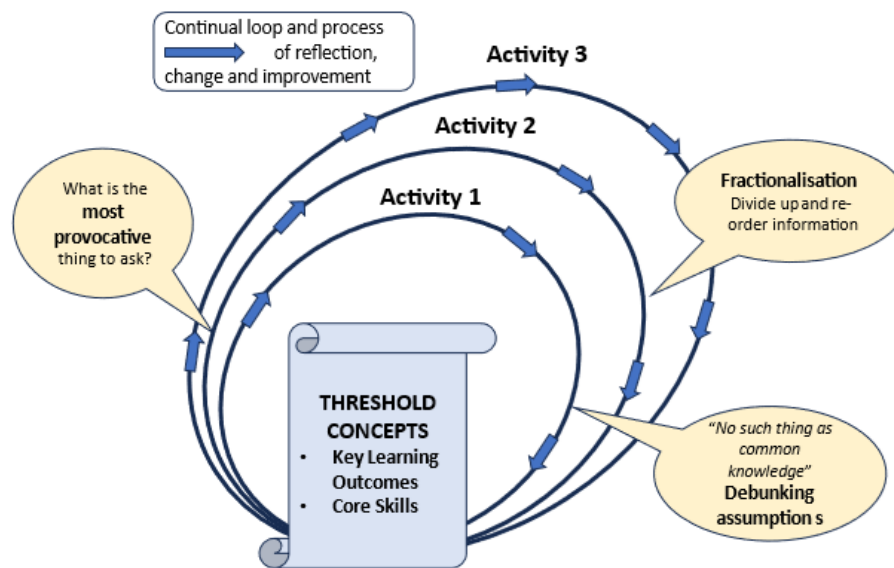 Continual loop and process
of reflection,
change and improvement
Activity 3
Activity 2
Activity 1
What is the
most
provocative
thing to ask?
Fractionalisation
Divide up and re-
order information
THRESHOLD
CONCEPTS
• Key Learning
Outcomes
• Core Skills
“No such thing as
common
knowledge”
Debunking
assumption s